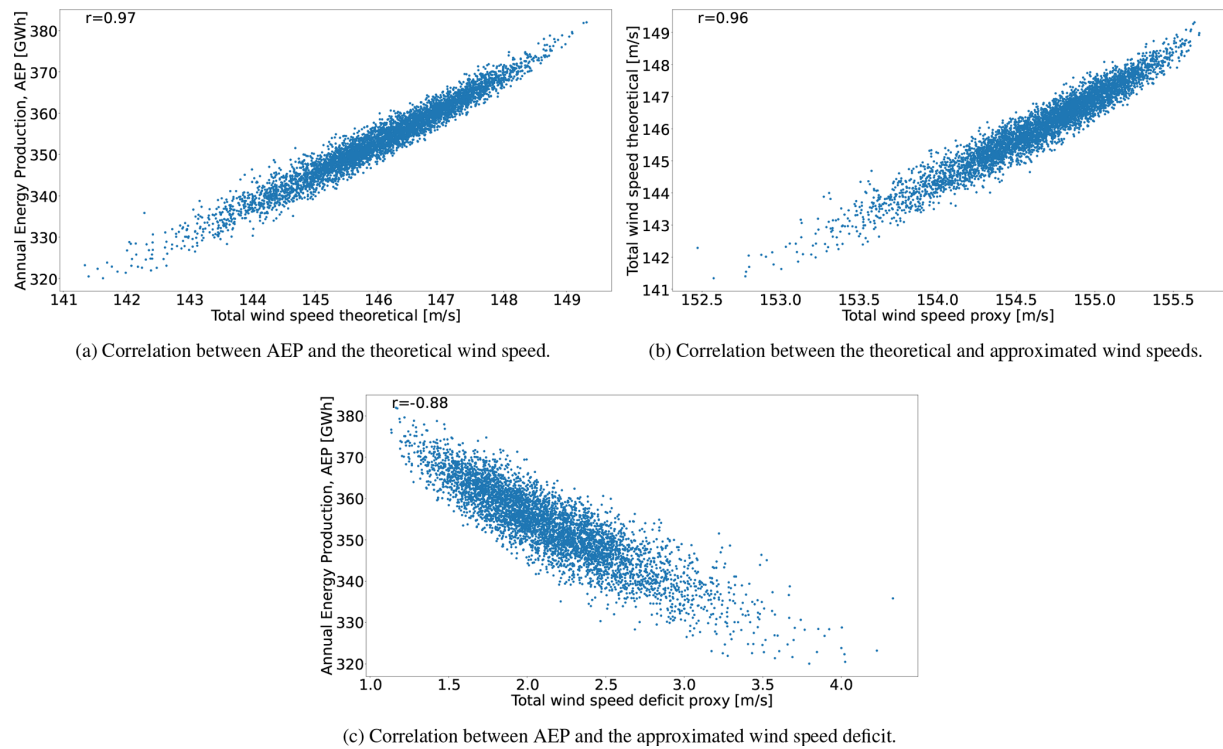 r=0.97
Annual Energy Production, AEP [GWh]
380
370
360
350
340
330
320
141 142 143 144 145 146 147 148 149
Total wind speed theoretical [m/s]
(a) Correlation between AEP and the theoretical wind speed.
r=0.96
Total wind speed theoretical [m/s]
149
148
147
146
145
144
143
142
141
152.5 153.0 153.5 154.0 154.5 155.0 155.5
Total wind speed proxy [m/s]
(b) Correlation between the theoretical and approximated wind speeds.
r=-0.88
Annual Energy Production, AEP [GWh]
380
370
360
350
340
330
320
1.0 1.5 2.0 2.5 3.0 3.5 4.0
Total wind speed deficit proxy [m/s]
(c) Correlation between AEP and the approximated wind speed deficit.